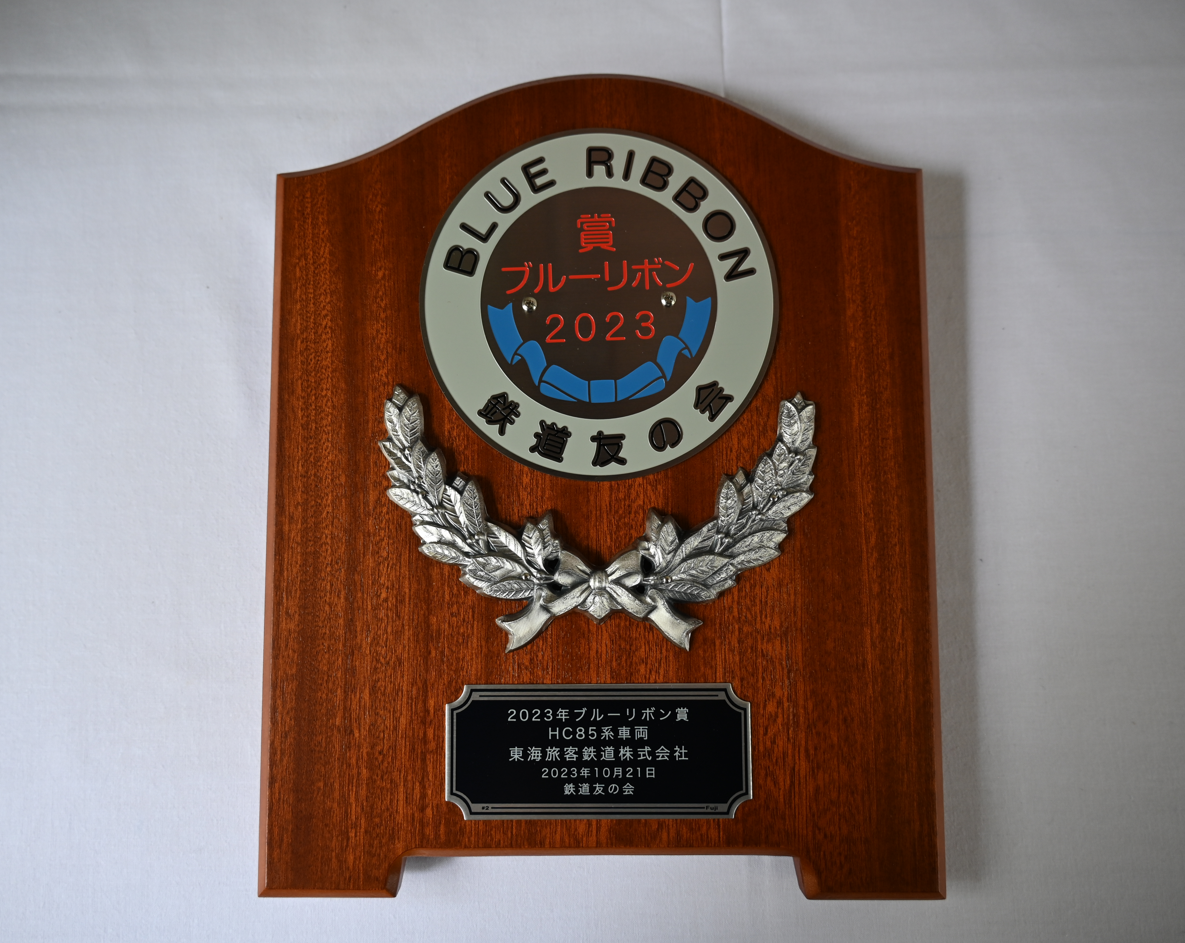 BLUE RIBBON
賞
ブルーリボン
2023
鉄道友の会
2023年ブルーリボン賞
HC85系車両
東海旅客鉄道株式会社
2023年10月21日
鉄道友の会